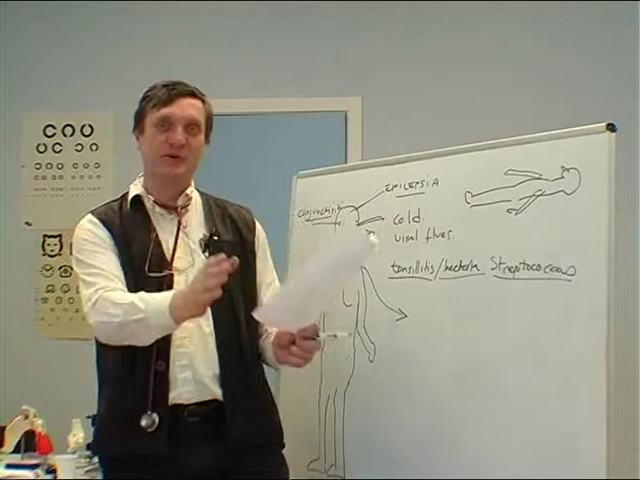 EPILEPSIA
conjunctivitis
cold.
viral flues.
tonsillitis/bacteria Streptococcus